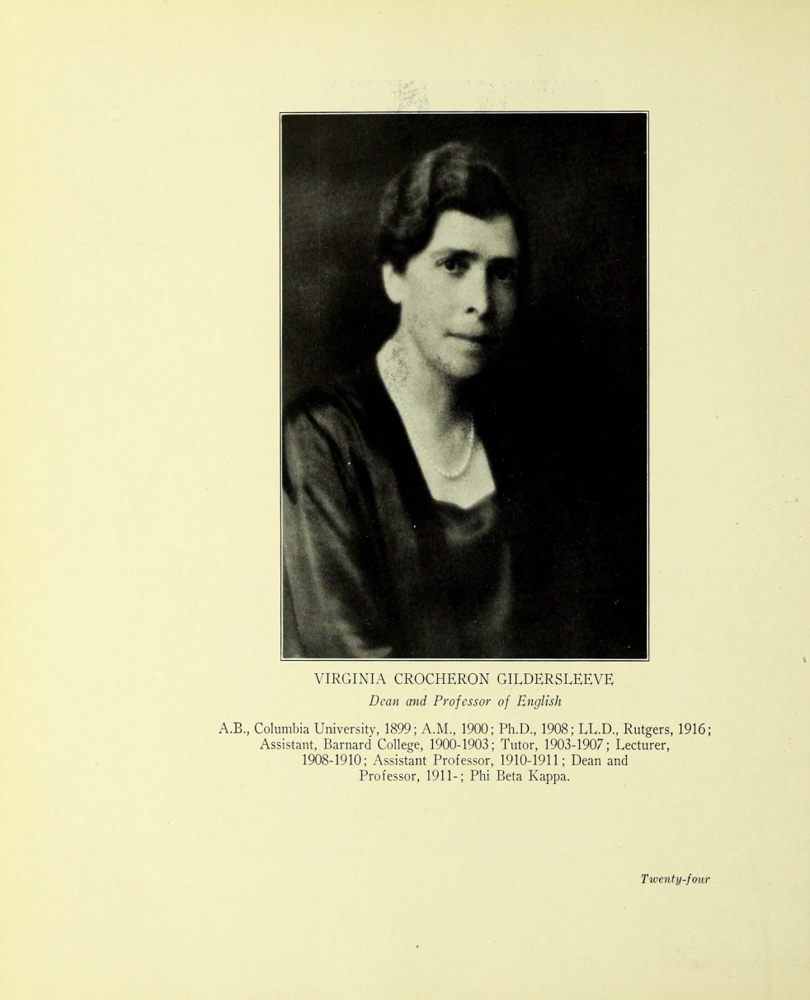 VIRGINIA CROCHERON GILDERSLEEVE
Dean and Professor of English
A.B., Columbia University, 1899; A.M., 1900; Ph.D., 1908; LL.D., Rutgers, 1916;
Assistant, Barnard College, 1900-1903; Tutor, 1903-1907; Lecturer,
1908-1910; Assistant Professor, 1910-1911; Dean and
Professor, 1911-; Phi Beta Kappa.
Twenty-four